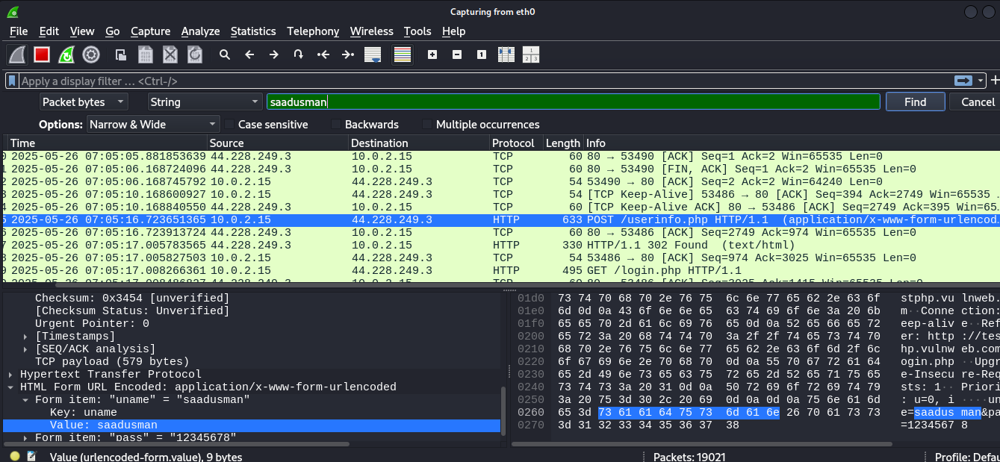 Capturing from eth0
File Edit View Go Capture Analyze Statistics Telephony Wireless Tools Help
Apply a display filter … <Ctrl-/>
Packet bytes String saadusman Find Cancel
Options: Narrow & Wide Case sensitive Backwards Multiple occurrences
Time Source Destination Protocol Length Info
2025-05-26 07:05:05.881853639 44.228.249.3 10.0.2.15 TCP 60 80 → 53490 [ACK] Seq=1 Ack=2 Win=65535 Len=0
2025-05-26 07:05:06.168724096 44.228.249.3 10.0.2.15 TCP 60 80 → 53490 [FIN, ACK] Seq=1 Ack=2 Win=65535 Len=0
2025-05-26 07:05:06.168745792 10.0.2.15 44.228.249.3 TCP 54 53490 → 80 [ACK] Seq=2 Ack=2 Win=64240 Len=0
2025-05-26 07:05:10.168600927 10.0.2.15 44.228.249.3 TCP 54 [TCP Keep-Alive] 53486 → 80 [ACK] Seq=394 Ack=2749 Win=65535 …
2025-05-26 07:05:10.168840550 44.228.249.3 10.0.2.15 TCP 60 [TCP Keep-Alive ACK] 80 → 53486 [ACK] Seq=2749 Ack=395 Win=65…
2025-05-26 07:05:16.723651365 10.0.2.15 44.228.249.3 HTTP 633 POST /userinfo.php HTTP/1.1 (application/x-www-form-urlencod…
2025-05-26 07:05:16.723913724 44.228.249.3 10.0.2.15 TCP 60 80 → 53486 [ACK] Seq=2749 Ack=974 Win=65535 Len=0
2025-05-26 07:05:17.005783565 44.228.249.3 10.0.2.15 HTTP 330 HTTP/1.1 302 Found (text/html)
2025-05-26 07:05:17.005827503 10.0.2.15 44.228.249.3 TCP 54 53486 → 80 [ACK] Seq=974 Ack=3025 Win=65535 Len=0
2025-05-26 07:05:17.008266361 10.0.2.15 44.228.249.3 HTTP 495 GET /login.php HTTP/1.1
Checksum: 0x3454 [unverified]
[Checksum Status: Unverified]
Urgent Pointer: 0
[Timestamps]
[SEQ/ACK analysis]
TCP payload (579 bytes)
Hypertext Transfer Protocol
HTML Form URL Encoded: application/x-www-form-urlencoded
Form item: "uname" = "saadusman"
Key: uname
Value: saadusman
Form item: "pass" = "12345678"
01d0 73 74 70 68 70 2e 76 75 6c 6e 77 65 62 2e 63 6f stphp.vu lnweb.co
01e0 6d 0d 0a 43 6f 6e 6e 65 63 74 69 6f 6e 3a 20 6b m··Conne ction: k
01f0 65 65 70 2d 61 6c 69 76 65 0d 0a 52 65 66 65 72 eep-aliv e··Refer
0200 65 72 3a 20 68 74 74 70 3a 2f 2f 74 65 73 74 70 er: http ://testp
0210 68 70 2e 76 75 6c 6e 77 65 62 2e 63 6f 6d 2f 6c hp.vulnw eb.com/l
0220 6f 67 69 6e 2e 70 68 70 0d 0a 55 70 67 72 61 64 ogin.php ··Upgrad
0230 65 2d 49 6e 73 65 63 75 72 65 2d 52 65 71 75 65 e-Insecu re-Reque
0240 73 74 73 3a 20 31 0d 0a 50 72 69 6f 72 69 74 79 sts: 1·· Priority
0250 3a 20 75 3d 30 2c 20 69 0d 0a 0d 0a 75 6e 61 6d : u=0, i ····unam
0260 65 3d 73 61 61 64 75 73 6d 61 6e 26 70 61 73 73 e=saadus man&pass
0270 3d 31 32 33 34 35 36 37 38 =1234567 8
Value (urlencoded-form.value), 9 bytes Packets: 19021 Profile: Defau